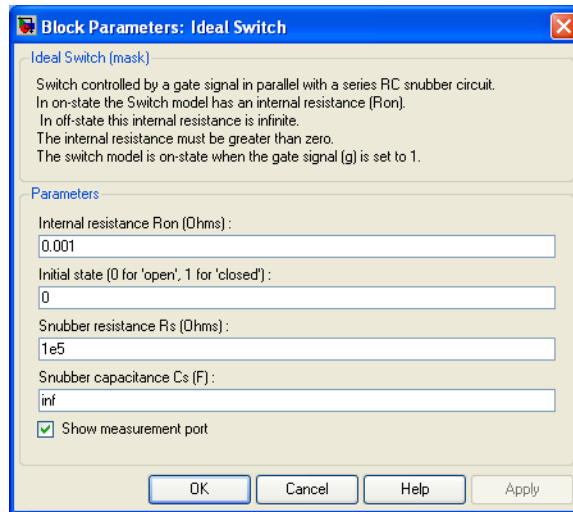 Block Parameters: Ideal Switch
Ideal Switch (mask)
Switch controlled by a gate signal in parallel with a series RC snubber circuit.
In on-state the Switch model has an internal resistance (Ron).
In off-state this internal resistance is infinite.
The internal resistance must be greater than zero.
The switch model is on-state when the gate signal (g) is set to 1.
Parameters
Internal resistance Ron (Ohms) :
0.001
Initial state (0 for 'open', 1 for 'closed') :
0
Snubber resistance Rs (Ohms) :
1e5
Snubber capacitance Cs (F) :
inf
Show measurement port
OK Cancel Help Apply